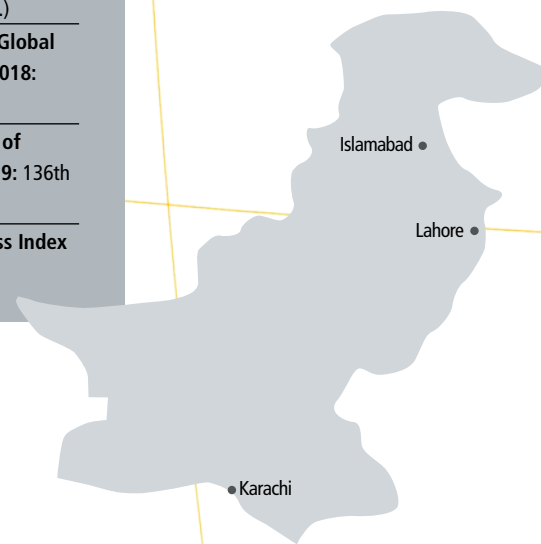 .)
Global
018:
of
9: 136th
ss Index
Islamabad
Lahore
Karachi